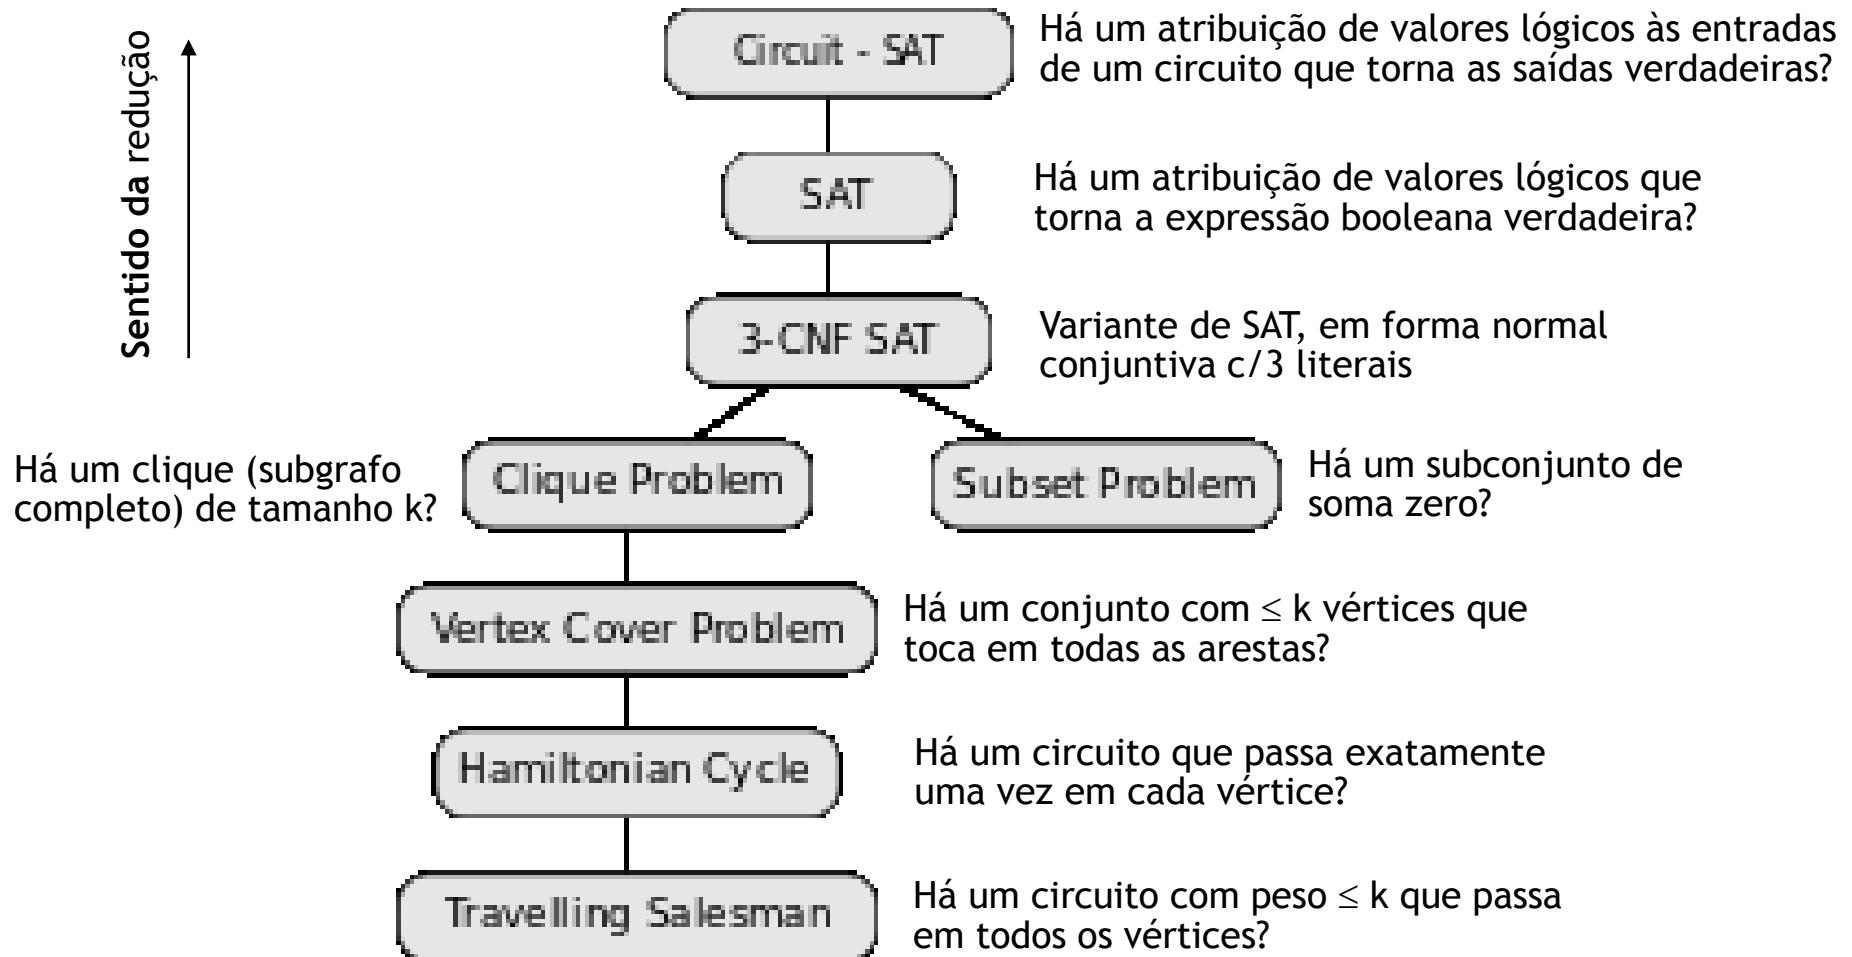 Sentido da redução
Circuit - SAT
Há um atribuição de valores lógicos às entradas
de um circuito que torna as saídas verdadeiras?
SAT
Há um atribuição de valores lógicos que
torna a expressão booleana verdadeira?
3-CNF SAT
Variante de SAT, em forma normal
conjuntiva c/3 literais
Há um clique (subgrafo
completo) de tamanho k?
Clique Problem
Subset Problem
Há um subconjunto de
soma zero?
Vertex Cover Problem
Há um conjunto com ≤ k vértices que
toca em todas as arestas?
Hamiltonian Cycle
Há um circuito que passa exatamente
uma vez em cada vértice?
Travelling Salesman
Há um circuito com peso ≤ k que passa
em todos os vértices?